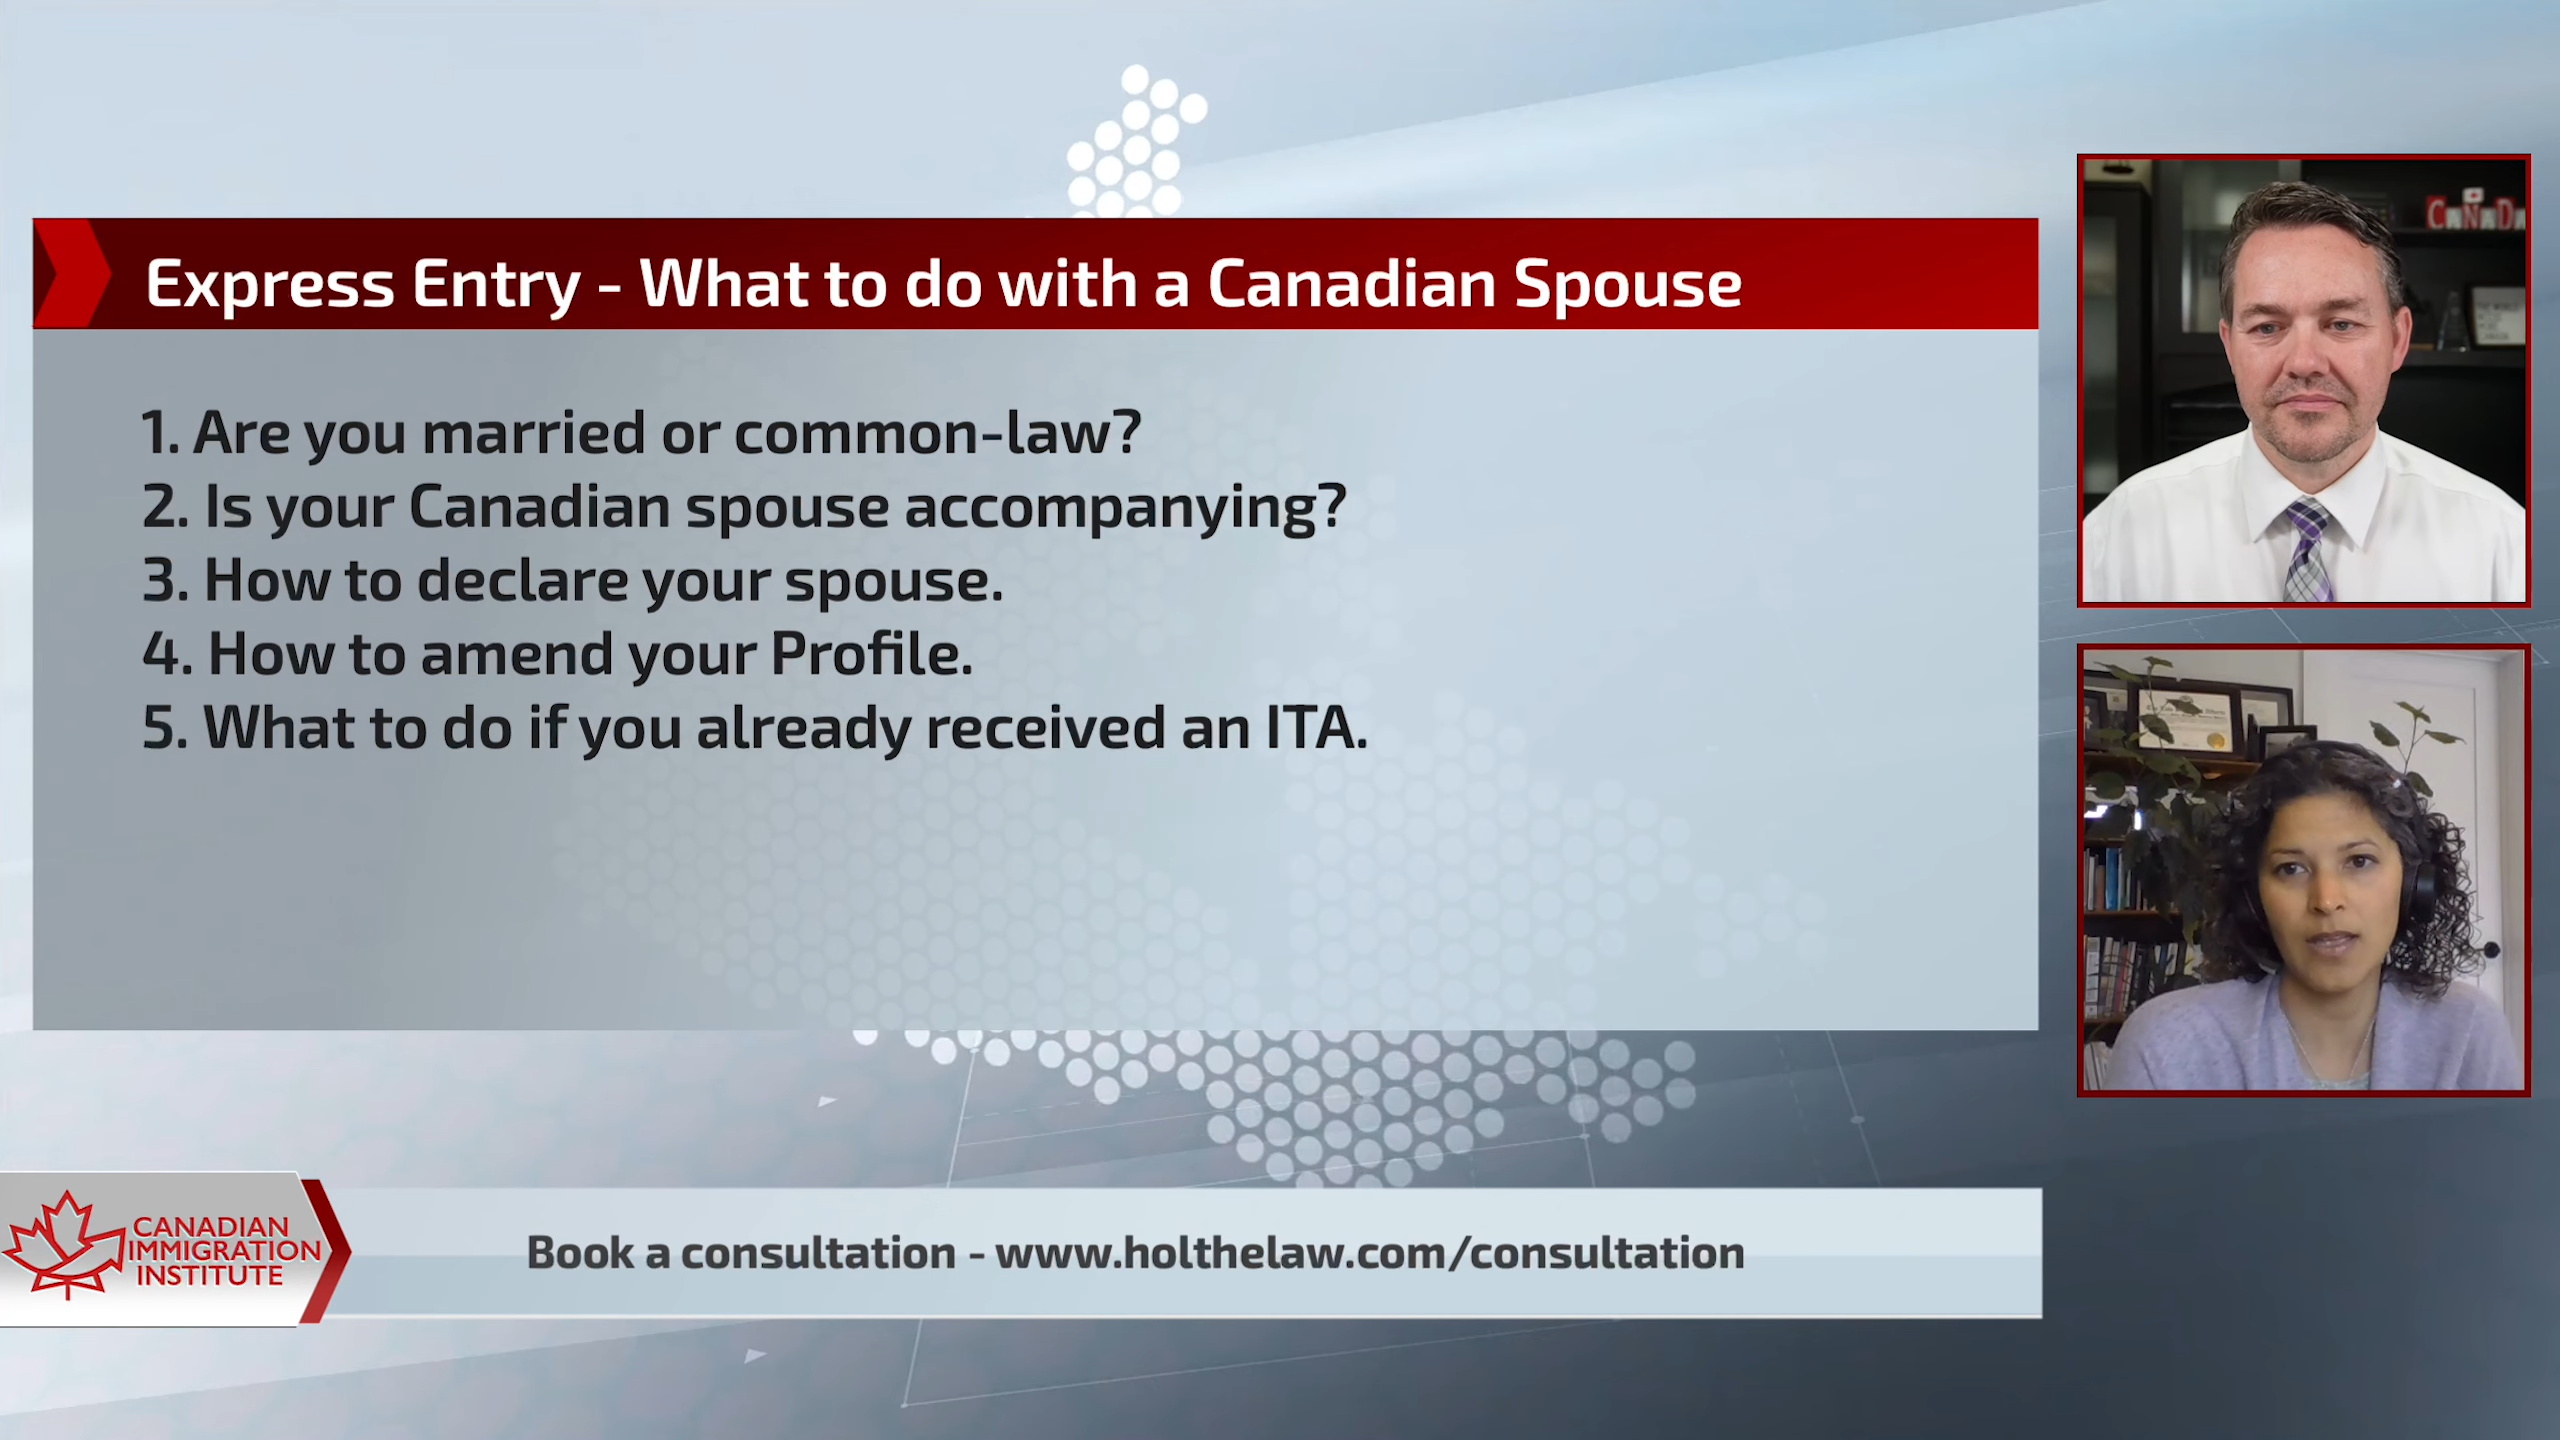 Express Entry - What to do with a Canadian Spouse
1. Are you married or common-law?
2. Is your Canadian spouse accompanying?
3. How to declare your spouse.
4. How to amend your Profile.
5. What to do if you already received an ITA.
CANADIAN
IMMIGRATION
INSTITUTE
Book a consultation - www.holthelaw.com/consultation